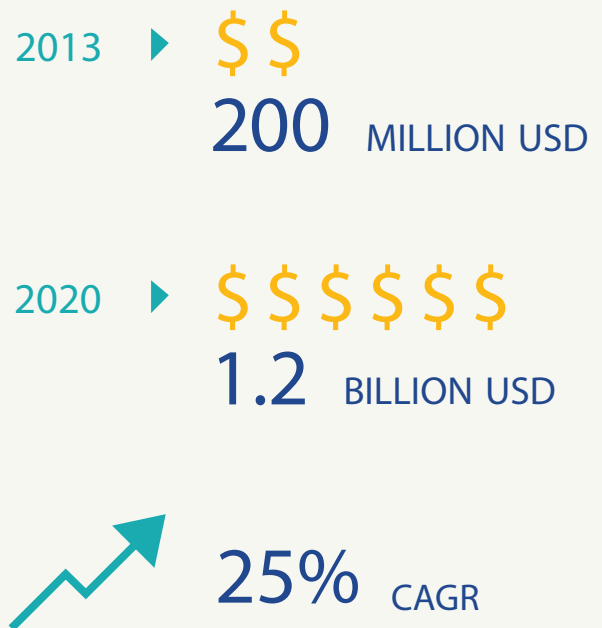 2013 $ $
200 MILLION USD
2020 $ $ $ $ $ $
1.2 BILLION USD
25% CAGR